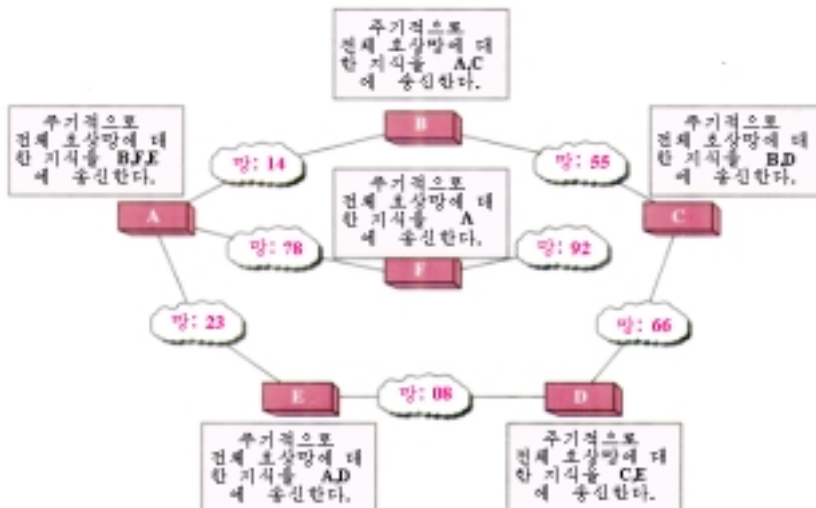 주기적으로
전체 호상망에 대
한 지식을 A,C
에 송신한다.
B
주기적으로
전체 호상망에 대
한 지식을 B,F,E
에 송신한다.
망: 14
망: 55
주기적으로
전체 호상망에 대
한 지식을 B,D
에 송신한다.
주기적으로
전체 호상망에 대
한 지식을 A
에 송신한다.
A
C
망: 78
F
망: 92
망: 23
망: 66
E
망: 08
D
주기적으로
전체 호상망에 대
한 지식을 A,D
에 송신한다.
주기적으로
전체 호상망에 대
한 지식을 C,E
에 송신한다.